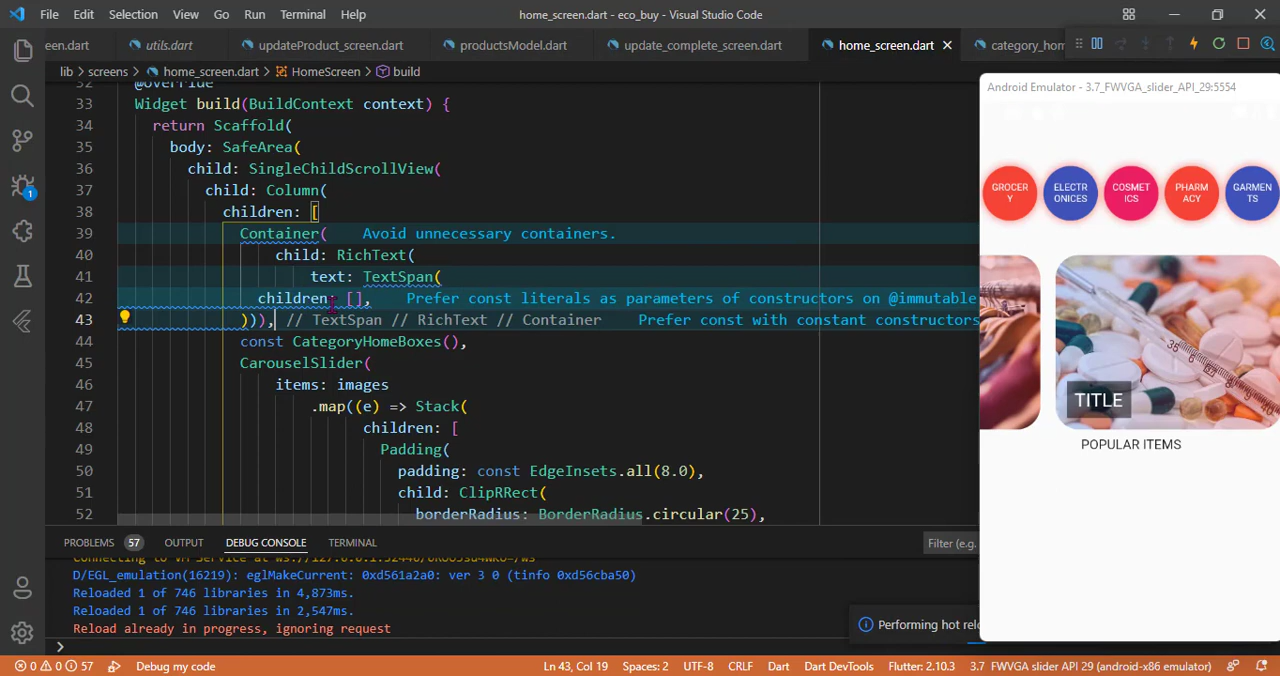 File Edit Selection View Go Run Terminal Help home_screen.dart - eco_buy - Visual Studio Code
een.dart utils.dart updateProduct_screen.dart productsModel.dart update_complete_screen.dart home_screen.dart category_hom
lib > screens > home_screen.dart > HomeScreen > build
32 @override
33 Widget build(BuildContext context) {
34 return Scaffold(
35 body: SafeArea(
36 child: SingleChildScrollView(
37 child: Column(
38 children: [
39 Container( Avoid unnecessary containers.
40 child: RichText(
41 text: TextSpan(
42 children: [], Prefer const literals as parameters of constructors on @immutable
43 ))), // TextSpan // RichText // Container Prefer const with constant constructors
44 const CategoryHomeBoxes(),
45 CarouselSlider(
46 items: images
47 .map((e) => Stack(
48 children: [
49 Padding(
50 padding: const EdgeInsets.all(8.0),
51 child: ClipRRect(
52 borderRadius: BorderRadius.circular(25),
Android Emulator - 3.7_FWVGA_slider_API_29:5554
GROCER
Y
ELECTR
ONICES
COSMET
ICS
PHARM
ACY
GARMEN
TS
TITLE
POPULAR ITEMS
1
PROBLEMS 57 OUTPUT DEBUG CONSOLE TERMINAL Filter (e.g.
D/EGL_emulation(16219): eglMakeCurrent: 0xd561a2a0: ver 3 0 (tinfo 0xd56cba50)
Reloaded 1 of 746 libraries in 4,873ms.
Reloaded 1 of 746 libraries in 2,547ms.
Reload already in progress, ignoring request
Performing hot relo
>
0 0 57 Debug my code Ln 43, Col 19 Spaces: 2 UTF-8 CRLF Dart Dart DevTools Flutter: 2.10.3 3.7 FWVGA slider API 29 (android-x86 emulator)